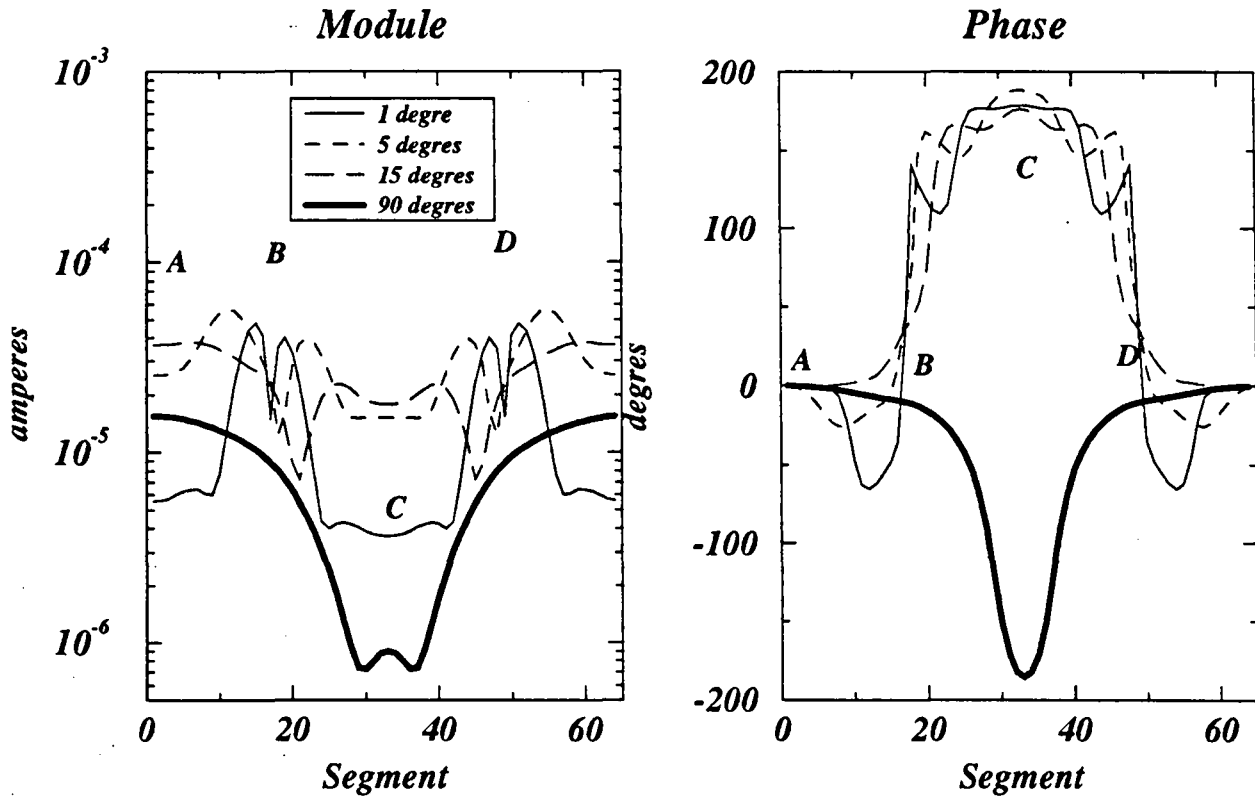 Module
Phase
10^-3
10^-4
10^-5
10^-6
amperes
1 degre
5 degres
15 degres
90 degres
A
B
C
D
0
20
40
60
Segment
200
100
0
-100
-200
degres
A
B
C
D
0
20
40
60
Segment